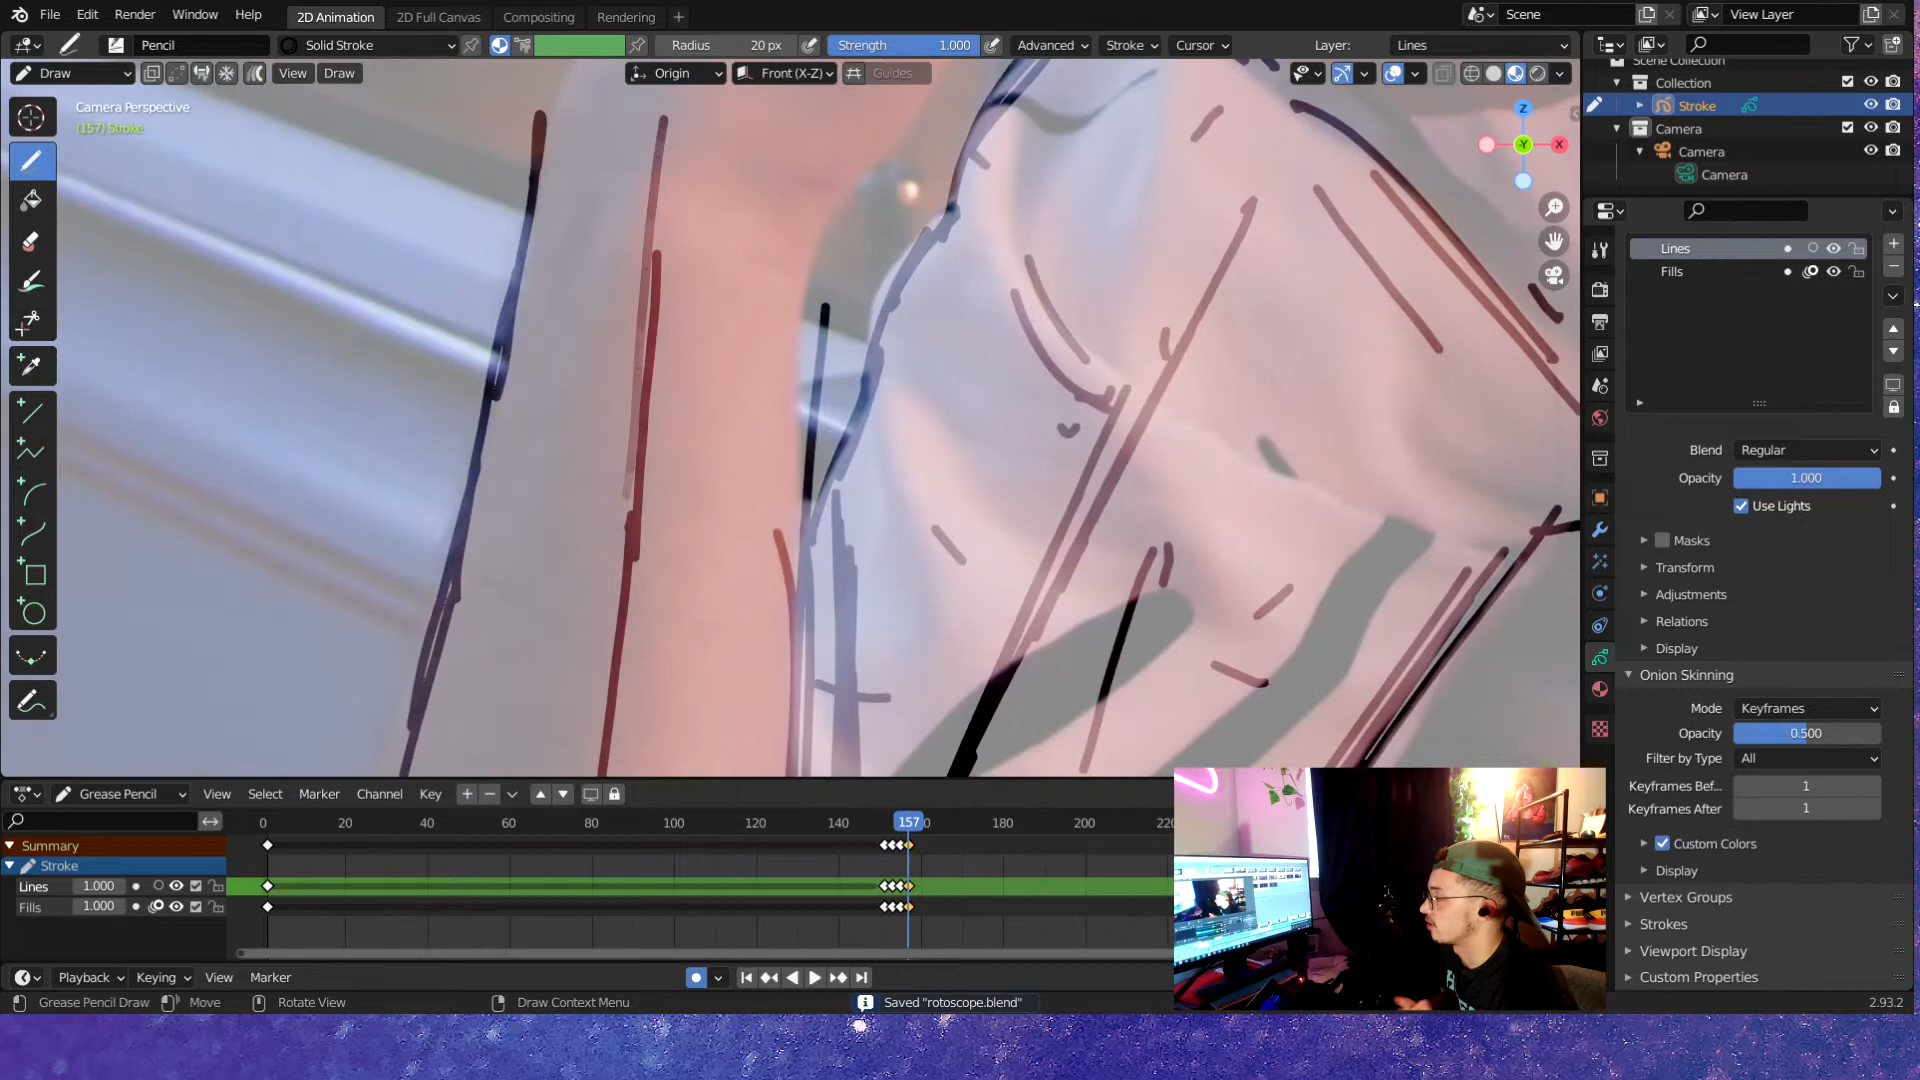 File Edit Render Window Help 2D Animation 2D Full Canvas Compositing Rendering + Scene View Layer
Pencil Solid Stroke Radius 20 px Strength 1.000 Advanced Stroke Cursor Layer: Lines
Draw View Draw Origin Front (X-Z) Guides
Camera Perspective
(157) Stroke
Z
-Y
X
Scene Collection
Collection
Stroke
Camera
Camera
Camera
Lines
Fills
Blend Regular
Opacity 1.000
Use Lights
Masks
Transform
Adjustments
Relations
Display
Onion Skinning
Mode Keyframes
Opacity 0.500
Filter by Type All
Keyframes Bef... 1
Keyframes After 1
Custom Colors
Display
Vertex Groups
Strokes
Viewport Display
Custom Properties
Grease Pencil View Select Marker Channel Key
0 20 40 60 80 100 120 140 157 0 180 200 22
Summary
Stroke
Lines 1.000
Fills 1.000
Playback Keying View Marker
Grease Pencil Draw Move Rotate View Draw Context Menu Saved "rotoscope.blend" 2.93.2